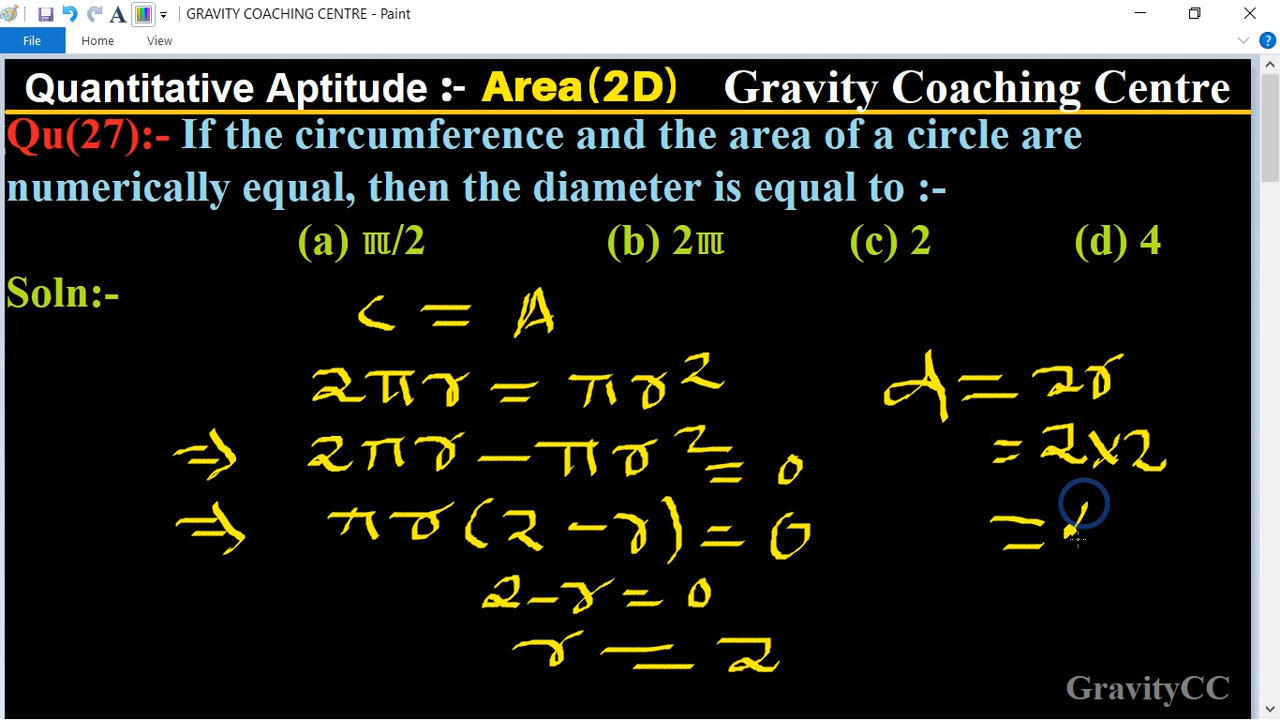 GRAVITY COACHING CENTRE - Paint
File Home View
Quantitative Aptitude :- Area(2D) Gravity Coaching Centre
Qu(27):- If the circumference and the area of a circle are
numerically equal, then the diameter is equal to :-
(a) π/2 (b) 2π (c) 2 (d) 4
Soln:-
C = A
2πr = πr²
⇒ 2πr - πr² = 0
⇒ πr(2 - r) = 0
2 - r = 0
r = 2
d = 2r
= 2×2
=
GravityCC